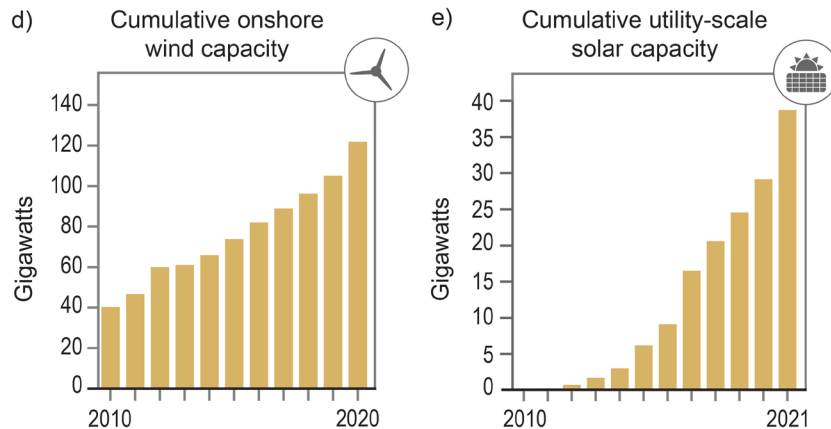 d)
Cumulative onshore
wind capacity
Gigawatts
140
120
100
80
60
40
20
0
2010
2020
e)
Cumulative utility-scale
solar capacity
Gigawatts
40
35
30
25
20
15
10
5
0
2010
2021